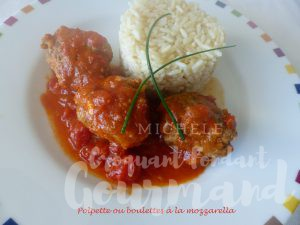 MICHELE
Croquant Fondant
Gourmand
Polpette ou boulettes à la mozzarella